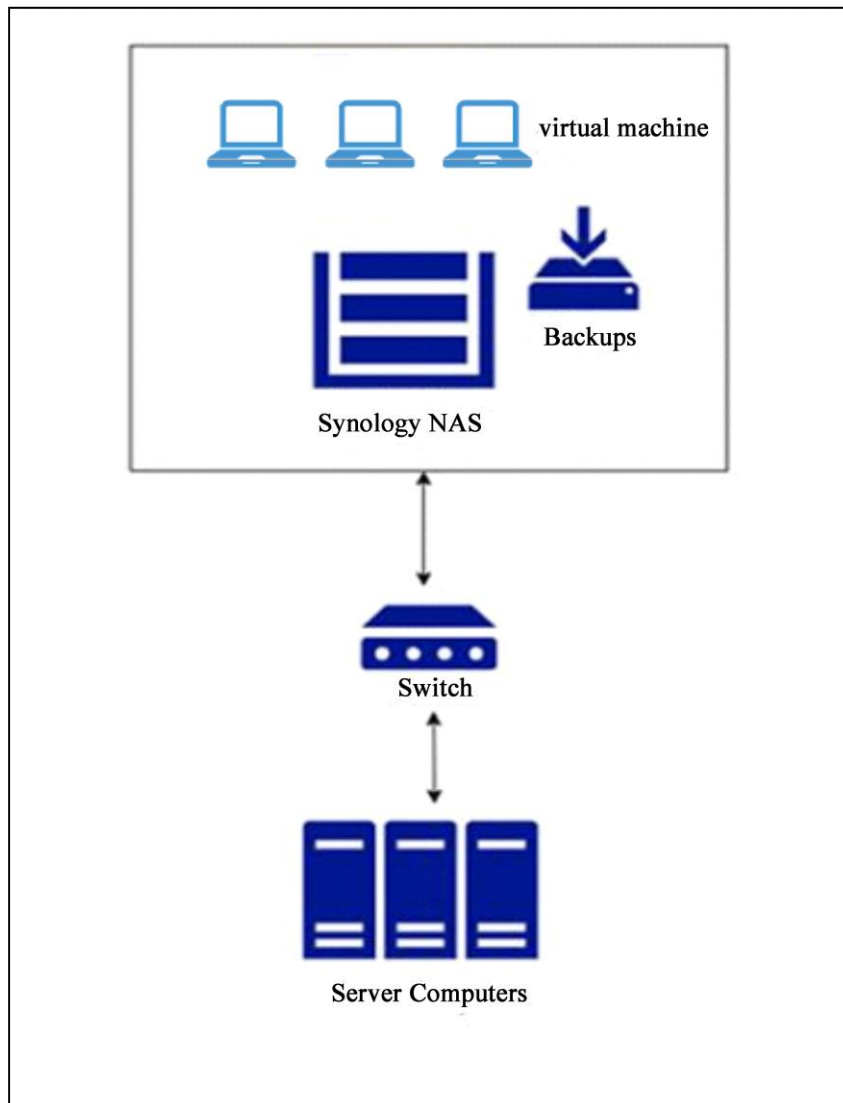 virtual machine
Backups
Synology NAS
Switch
Server Computers